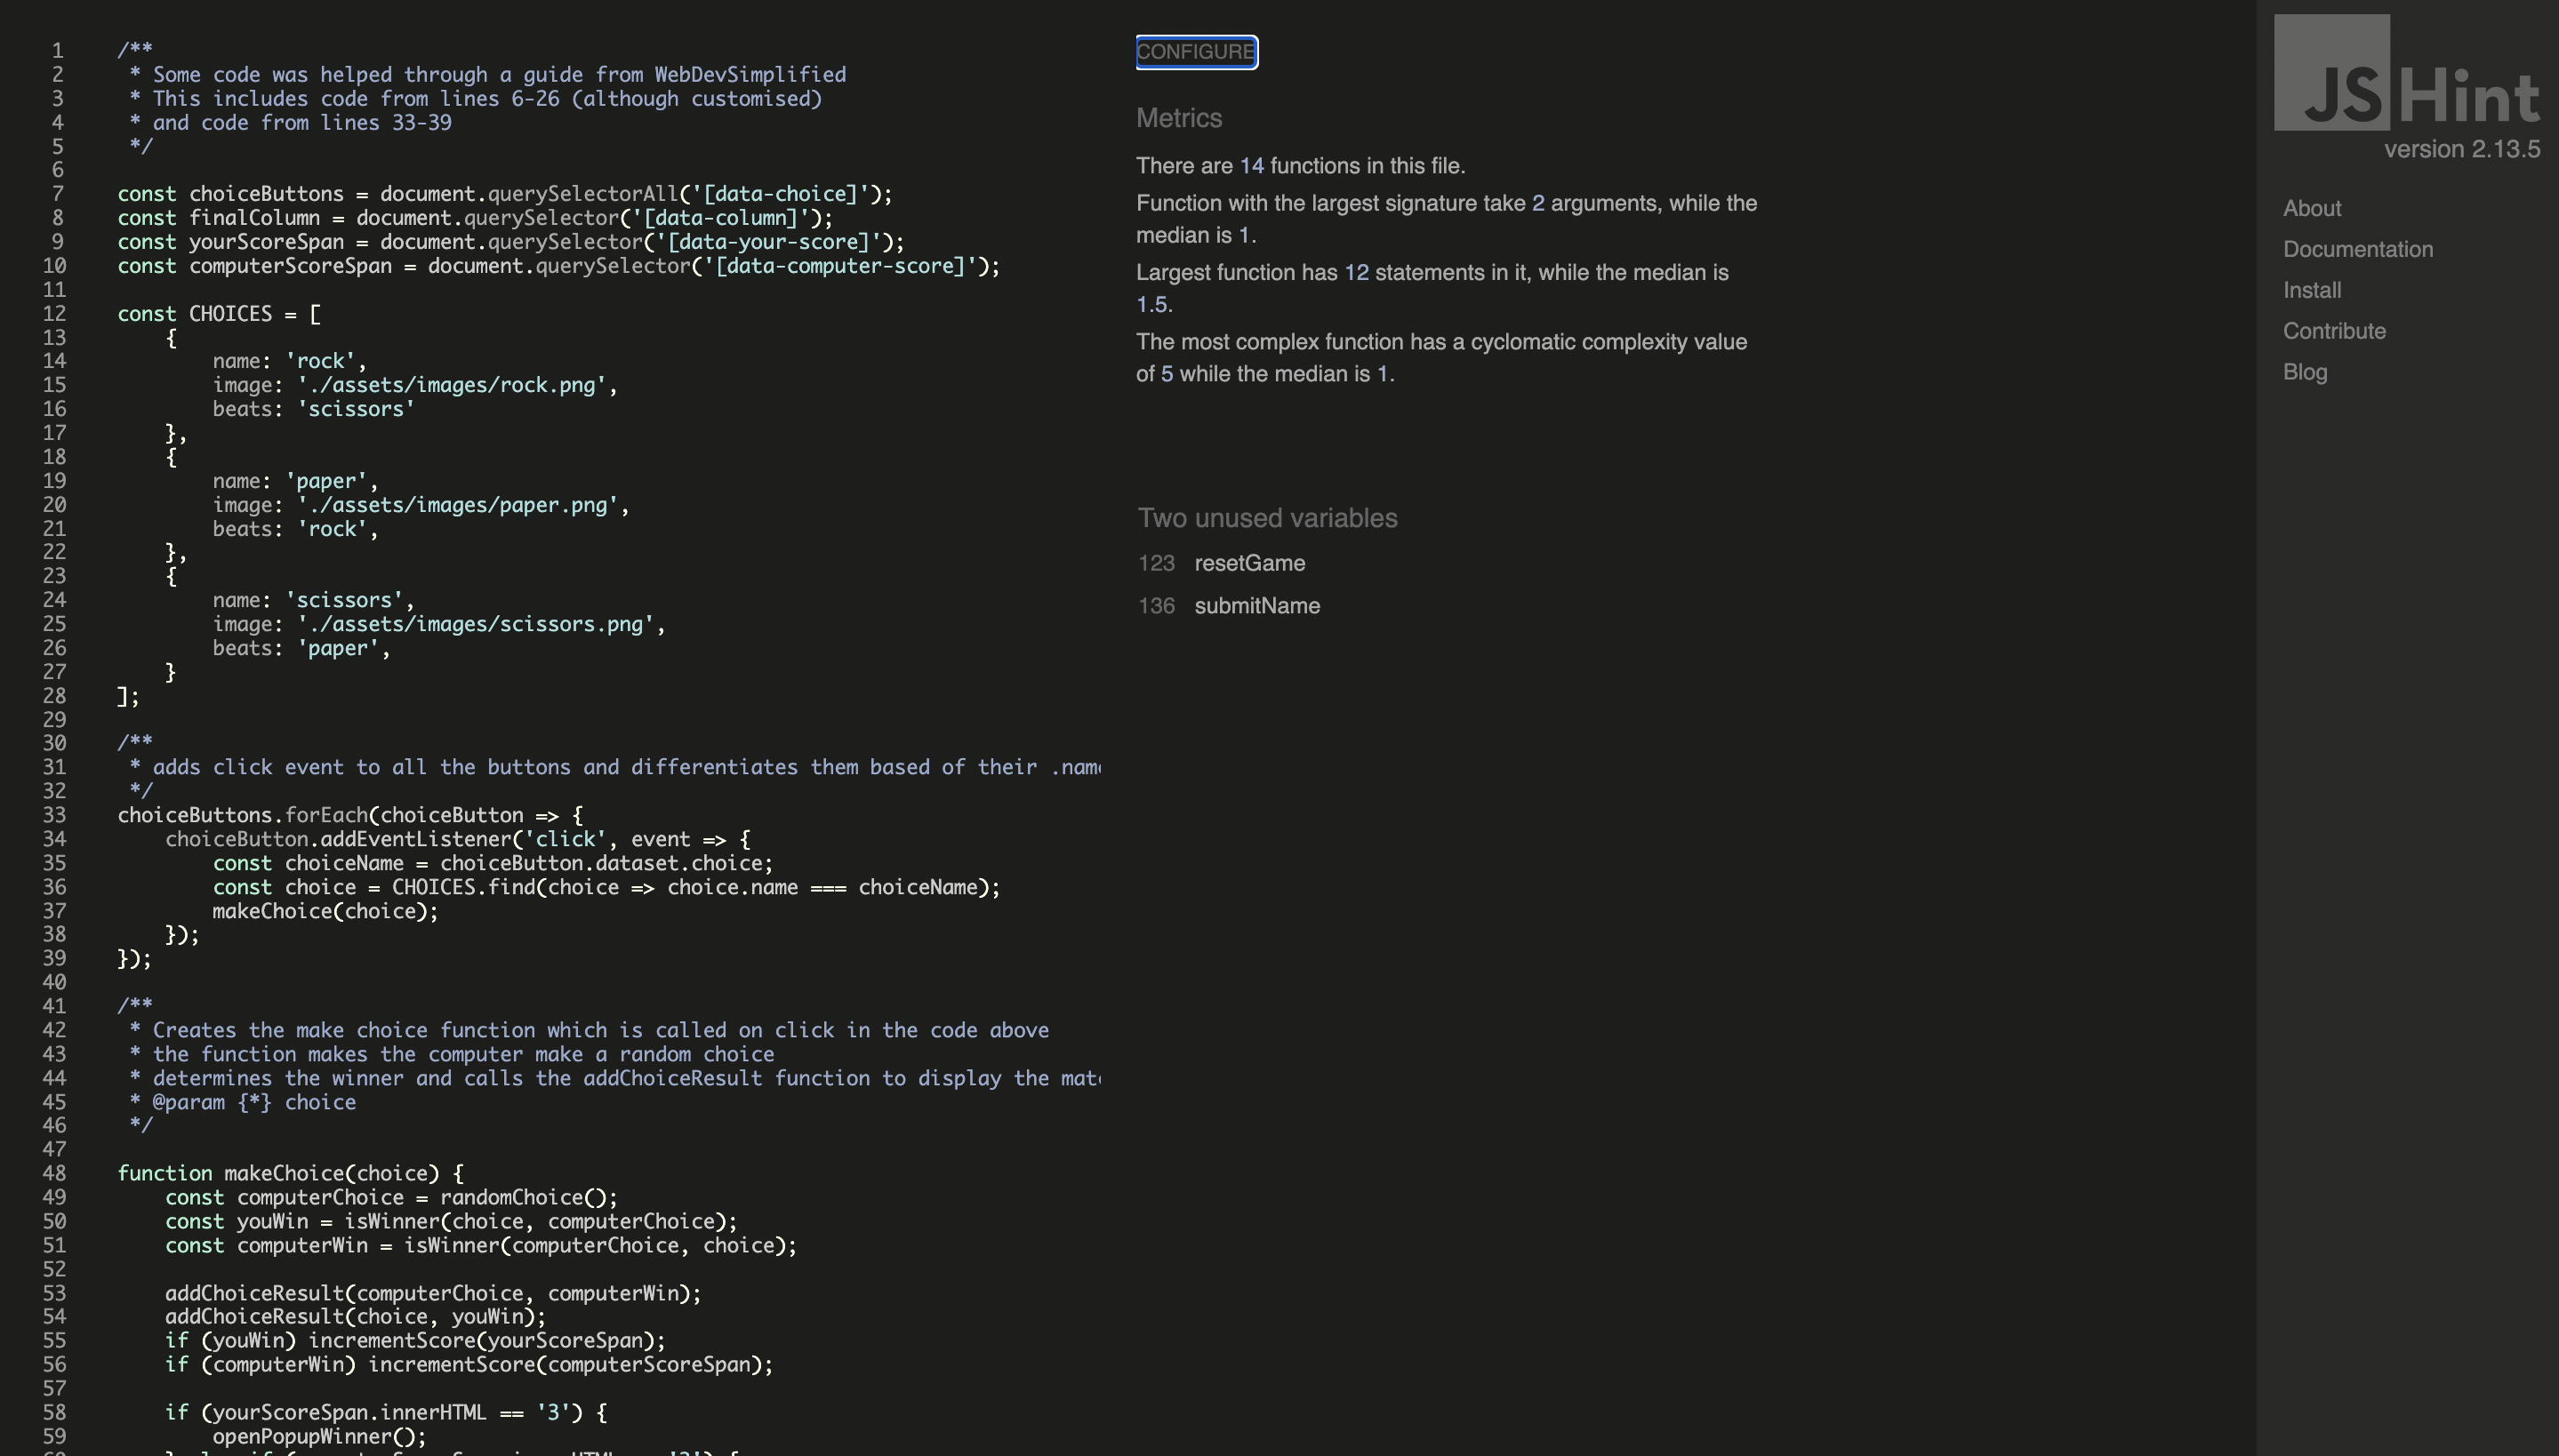 1 /**
2 * Some code was helped through a guide from WebDevSimplified
3 * This includes code from lines 6-26 (although customised)
4 * and code from lines 33-39
5 */
6
7 const choiceButtons = document.querySelectorAll('[data-choice]');
8 const finalColumn = document.querySelector('[data-column]');
9 const yourScoreSpan = document.querySelector('[data-your-score]');
10 const computerScoreSpan = document.querySelector('[data-computer-score]');
11
12 const CHOICES = [
13 {
14 name: 'rock',
15 image: './assets/images/rock.png',
16 beats: 'scissors'
17 },
18 {
19 name: 'paper',
20 image: './assets/images/paper.png',
21 beats: 'rock',
22 },
23 {
24 name: 'scissors',
25 image: './assets/images/scissors.png',
26 beats: 'paper',
27 }
28 ];
29
30 /**
31 * adds click event to all the buttons and differentiates them based of their .name
32 */
33 choiceButtons.forEach(choiceButton => {
34 choiceButton.addEventListener('click', event => {
35 const choiceName = choiceButton.dataset.choice;
36 const choice = CHOICES.find(choice => choice.name === choiceName);
37 makeChoice(choice);
38 });
39 });
40
41 /**
42 * Creates the make choice function which is called on click in the code above
43 * the function makes the computer make a random choice
44 * determines the winner and calls the addChoiceResult function to display the
45 * @param {*} choice
46 */
47
48 function makeChoice(choice) {
49 const computerChoice = randomChoice();
50 const youWin = isWinner(choice, computerChoice);
51 const computerWin = isWinner(computerChoice, choice);
52
53 addChoiceResult(computerChoice, computerWin);
54 addChoiceResult(choice, youWin);
55 if (youWin) incrementScore(yourScoreSpan);
56 if (computerWin) incrementScore(computerScoreSpan);
57
58 if (yourScoreSpan.innerHTML == '3') {
59 openPopupWinner();
CONFIGURE
Metrics
There are 14 functions in this file.
Function with the largest signature take 2 arguments, while the
median is 1.
Largest function has 12 statements in it, while the median is
1.5.
The most complex function has a cyclomatic complexity value
of 5 while the median is 1.
Two unused variables
123 resetGame
136 submitName
JSHint
version 2.13.5
About
Documentation
Install
Contribute
Blog